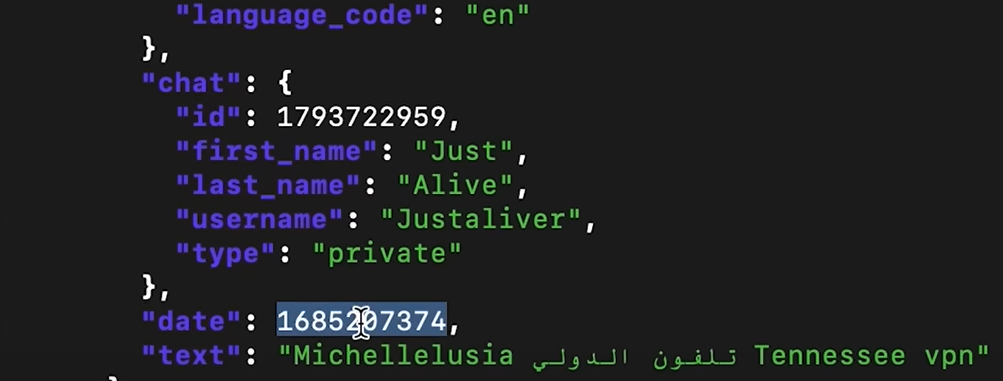 "language_code": "en"
},
"chat": {
"id": 1793722959,
"first_name": "Just",
"last_name": "Alive",
"username": "Justaliver",
"type": "private"
},
"date": 1685207374,
"text": "Michellelusia تلفون الدولي Tennessee vpn"
}